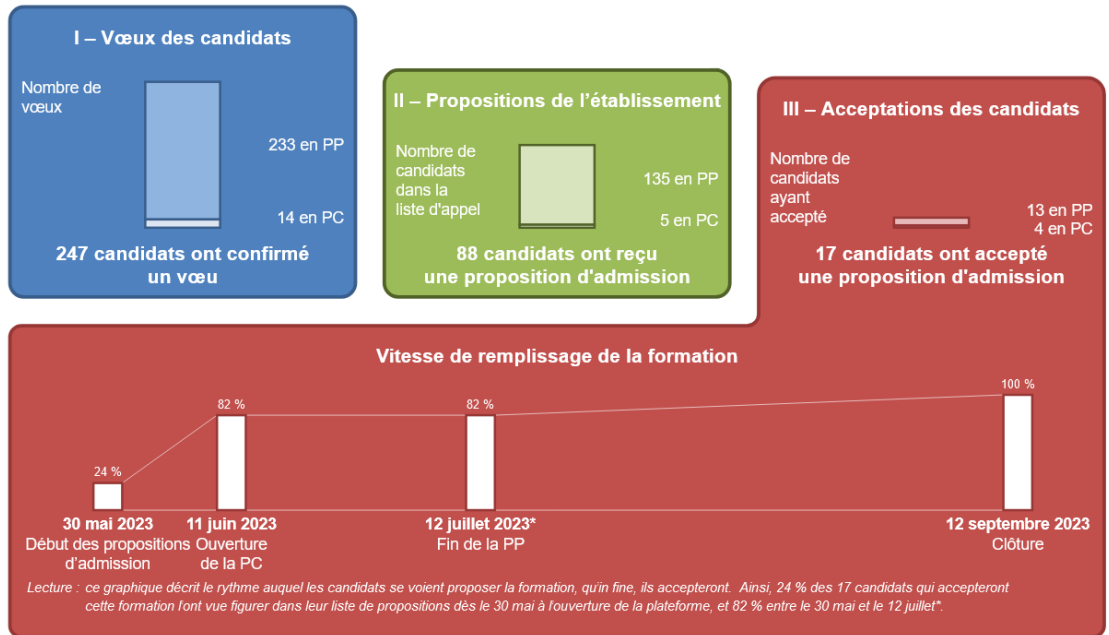 I – Vœux des candidats
Nombre de
vœux
233 en PP
14 en PC
247 candidats ont confirmé
un vœu
II – Propositions de l'établissement
Nombre de
candidats
dans la
liste d'appel
135 en PP
5 en PC
88 candidats ont reçu
une proposition d'admission
III – Acceptations des candidats
Nombre de
candidats
ayant
accepté
13 en PP
4 en PC
17 candidats ont accepté
une proposition d'admission
Vitesse de remplissage de la formation
24 %
82 %
82 %
100 %
30 mai 2023
Début des propositions
d'admission
11 juin 2023
Ouverture
de la PC
12 juillet 2023*
Fin de la PP
12 septembre 2023
Clôture
Lecture : ce graphique décrit le rythme auquel les candidats se voient proposer la formation, qu'in fine, ils accepteront. Ainsi, 24 % des 17 candidats qui accepteront
cette formation l'ont vue figurer dans leur liste de propositions dès le 30 mai à l'ouverture de la plateforme, et 82 % entre le 30 mai et le 12 juillet*.